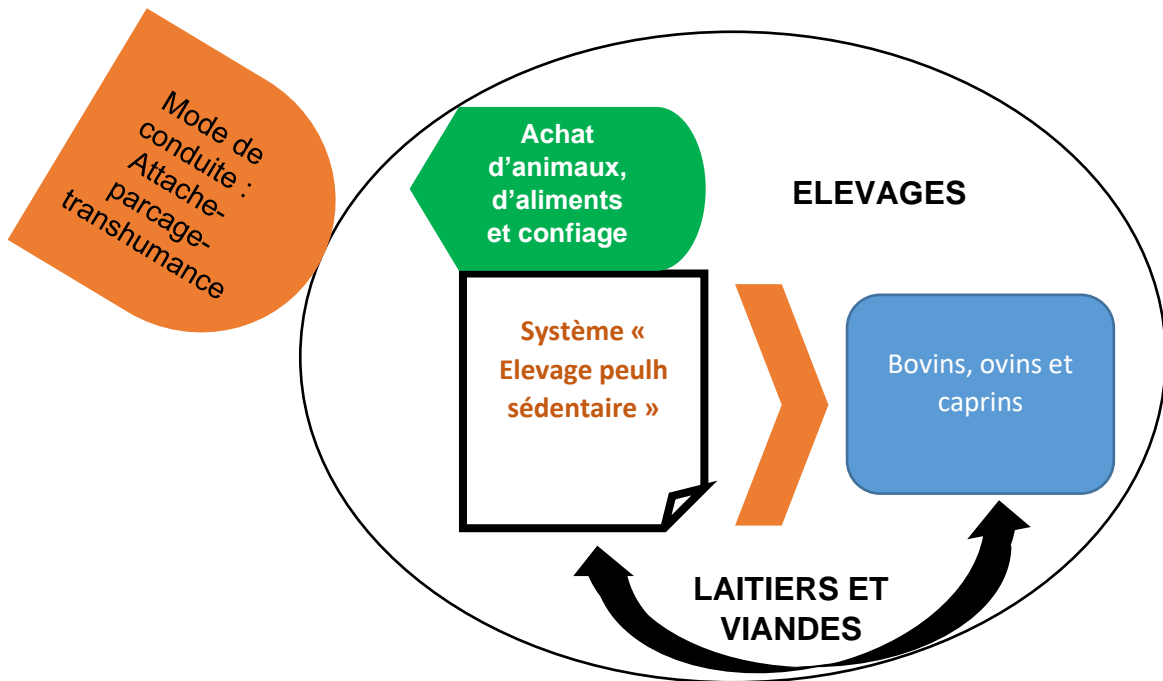 Mode de
conduite :
Attache-
parcage-
transhumance
Achat
d’animaux,
d’aliments
et confiage
ELEVAGES
Système «
Elevage peulh
sédentaire »
Bovins, ovins et
caprins
LAITIERS ET
VIANDES